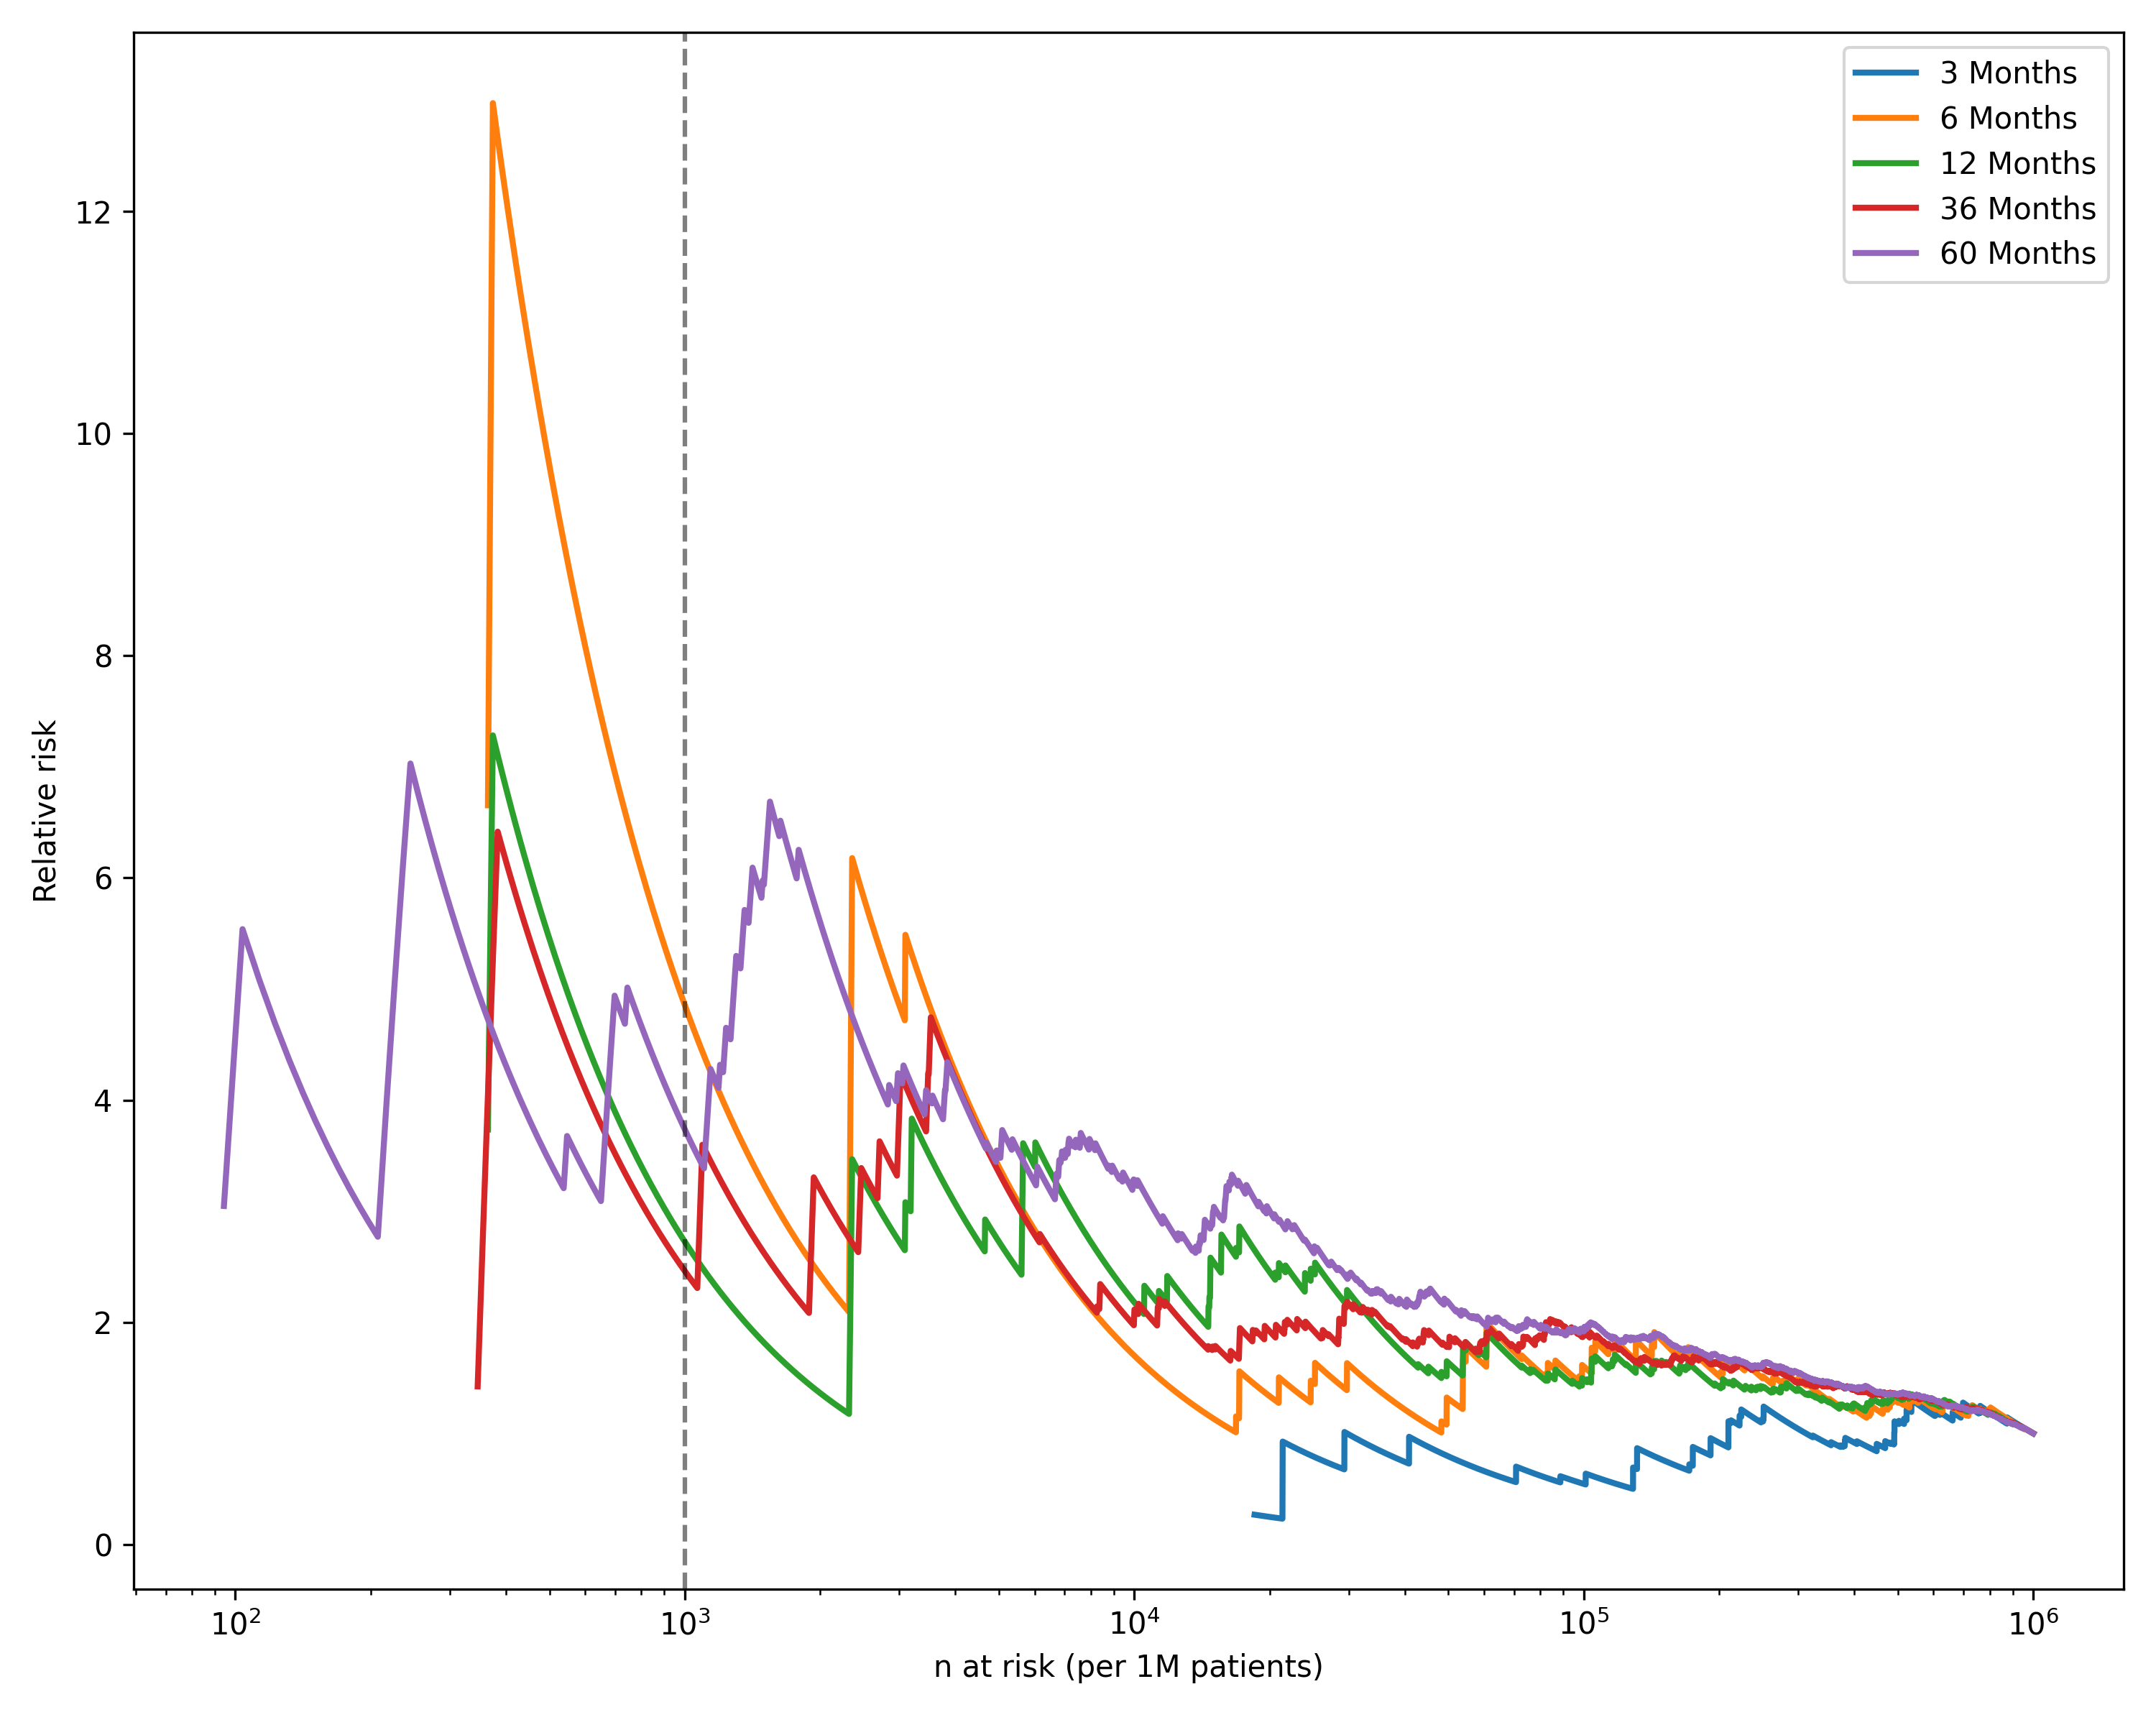 3 Months
6 Months
12 Months
36 Months
60 Months
12
10
8
6
4
2
0
Relative risk
10² 10³ 10⁴ 10⁵ 10⁶
n at risk (per 1M patients)